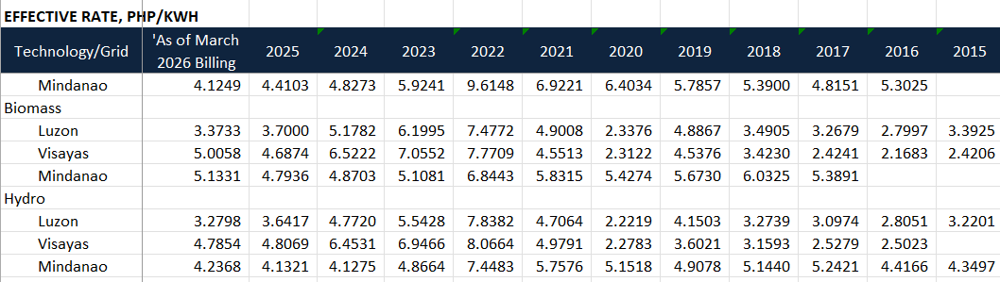 EFFECTIVE RATE, PHP/KWH
Technology/Grid 'As of March 2026 Billing 2025 2024 2023 2022 2021 2020 2019 2018 2017 2016 2015
Mindanao 4.1249 4.4103 4.8273 5.9241 9.6148 6.9221 6.4034 5.7857 5.3900 4.8151 5.3025
Biomass
Luzon 3.3733 3.7000 5.1782 6.1995 7.4772 4.9008 2.3376 4.8867 3.4905 3.2679 2.7997 3.3925
Visayas 5.0058 4.6874 6.5222 7.0552 7.7709 4.5513 2.3122 4.5376 3.4230 2.4241 2.1683 2.4206
Mindanao 5.1331 4.7936 4.8703 5.1081 6.8443 5.8315 5.4274 5.6730 6.0325 5.3891
Hydro
Luzon 3.2798 3.6417 4.7720 5.5428 7.8382 4.7064 2.2219 4.1503 3.2739 3.0974 2.8051 3.2201
Visayas 4.7854 4.8069 6.4531 6.9466 8.0664 4.9791 2.2783 3.6021 3.1593 2.5279 2.5023
Mindanao 4.2368 4.1321 4.1275 4.8664 7.4483 5.7576 5.1518 4.9078 5.1440 5.2421 4.4166 4.3497